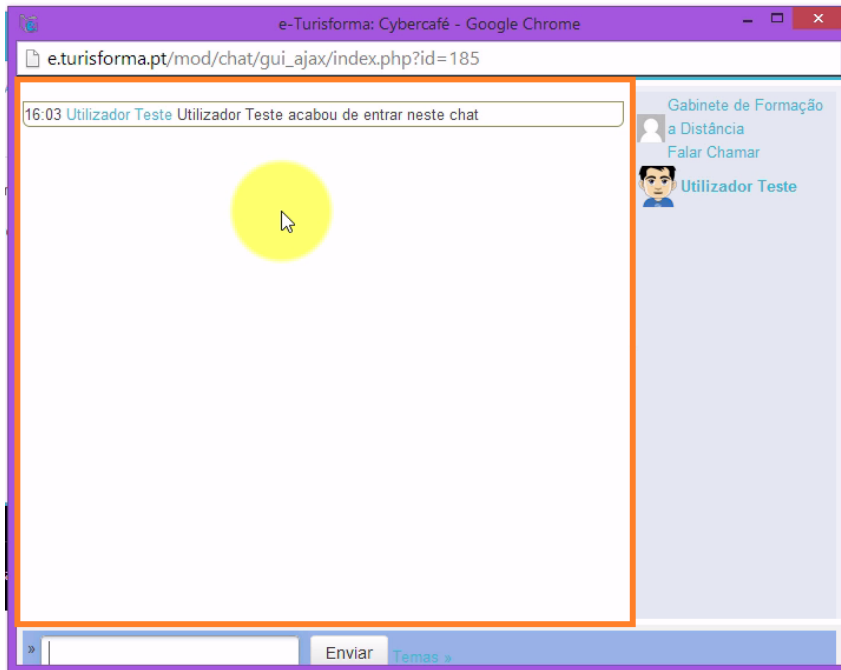 e-Turisforma: Cybercafé - Google Chrome
e.turisforma.pt/mod/chat/gui_ajax/index.php?id=185
16:03 Utilizador Teste Utilizador Teste acabou de entrar neste chat
Gabinete de Formação
a Distância
Falar Chamar
Utilizador Teste
» Enviar Temas »